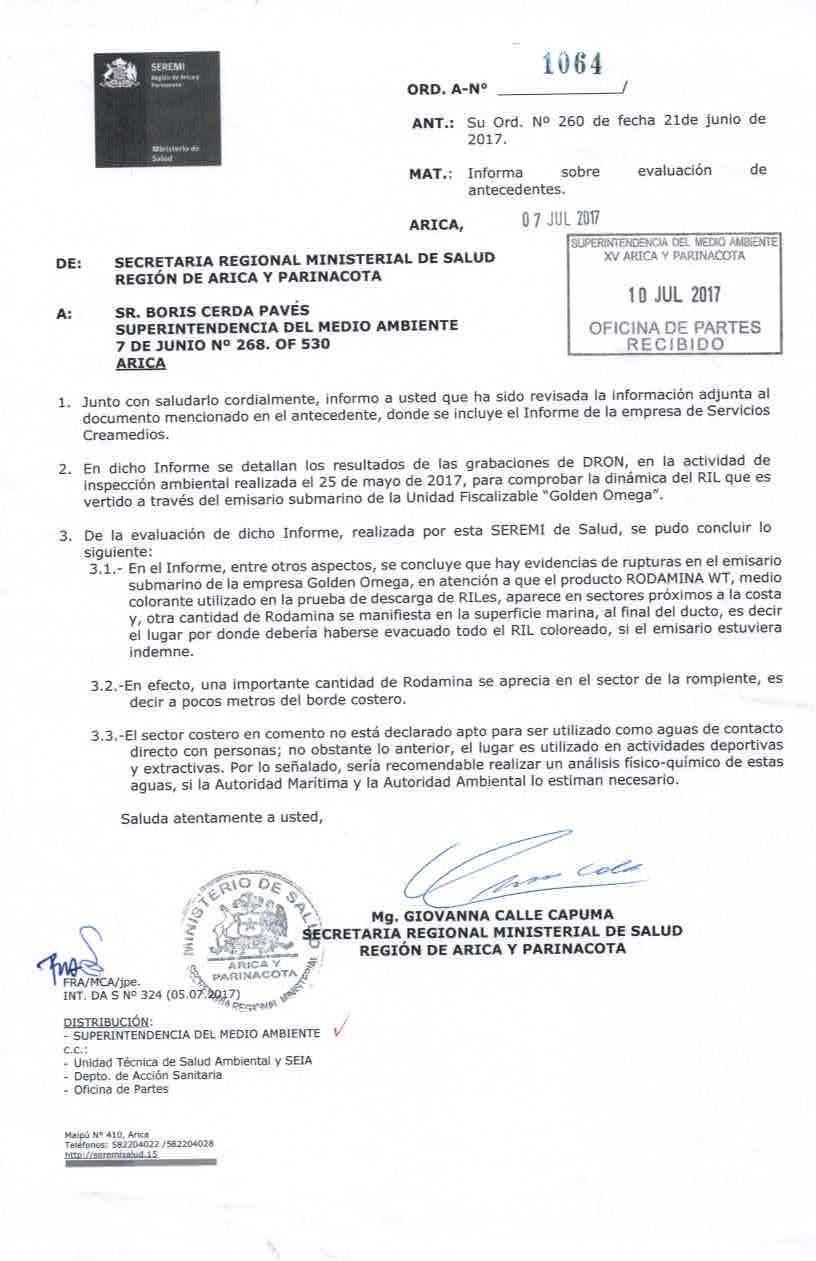 SEREMI
Región de Arica y
Parinacota
Ministerio de
Salud
1064
ORD. A-Nº ____________/
ANT.: Su Ord. Nº 260 de fecha 21de junio de
2017.
MAT.: Informa sobre evaluación de
antecedentes.
ARICA, 07 JUL 2017
SUPERINTENDENCIA DEL MEDIO AMBIENTE
XV ARICA Y PARINACOTA
10 JUL 2017
OFICINA DE PARTES
RECIBIDO
DE: SECRETARIA REGIONAL MINISTERIAL DE SALUD
REGIÓN DE ARICA Y PARINACOTA
A: SR. BORIS CERDA PAVÉS
SUPERINTENDENCIA DEL MEDIO AMBIENTE
7 DE JUNIO Nº 268. OF 530
ARICA
1. Junto con saludarlo cordialmente, informo a usted que ha sido revisada la información adjunta al
documento mencionado en el antecedente, donde se incluye el Informe de la empresa de Servicios
Creamedios.
2. En dicho Informe se detallan los resultados de las grabaciones de DRON, en la actividad de
inspección ambiental realizada el 25 de mayo de 2017, para comprobar la dinámica del RIL que es
vertido a través del emisario submarino de la Unidad Fiscalizable "Golden Omega".
3. De la evaluación de dicho Informe, realizada por esta SEREMI de Salud, se pudo concluir lo
siguiente:
3.1.- En el Informe, entre otros aspectos, se concluye que hay evidencias de rupturas en el emisario
submarino de la empresa Golden Omega, en atención a que el producto RODAMINA WT, medio
colorante utilizado en la prueba de descarga de RILes, aparece en sectores próximos a la costa
y, otra cantidad de Rodamina se manifiesta en la superficie marina, al final del ducto, es decir
el lugar por donde debería haberse evacuado todo el RIL coloreado, si el emisario estuviera
indemne.
3.2.-En efecto, una importante cantidad de Rodamina se aprecia en el sector de la rompiente, es
decir a pocos metros del borde costero.
3.3.-El sector costero en comento no está declarado apto para ser utilizado como aguas de contacto
directo con personas; no obstante lo anterior, el lugar es utilizado en actividades deportivas
y extractivas. Por lo señalado, sería recomendable realizar un análisis físico-químico de estas
aguas, si la Autoridad Marítima y la Autoridad Ambiental lo estiman necesario.
Saluda atentamente a usted,
MINISTERIO DE SALUD
ARICA Y
PARINACOTA
SECRETARIA REGIONAL MINISTERIAL
Mg. GIOVANNA CALLE CAPUMA
SECRETARIA REGIONAL MINISTERIAL DE SALUD
REGIÓN DE ARICA Y PARINACOTA
FRA/MCA/jpe.
INT. DA S Nº 324 (05.07.2017)
DISTRIBUCIÓN:
- SUPERINTENDENCIA DEL MEDIO AMBIENTE
c.c.:
- Unidad Técnica de Salud Ambiental y SEIA
- Depto. de Acción Sanitaria
- Oficina de Partes
Maipú Nº 410, Arica
Teléfonos: 582204022 /582204028
http://seremisalud.15